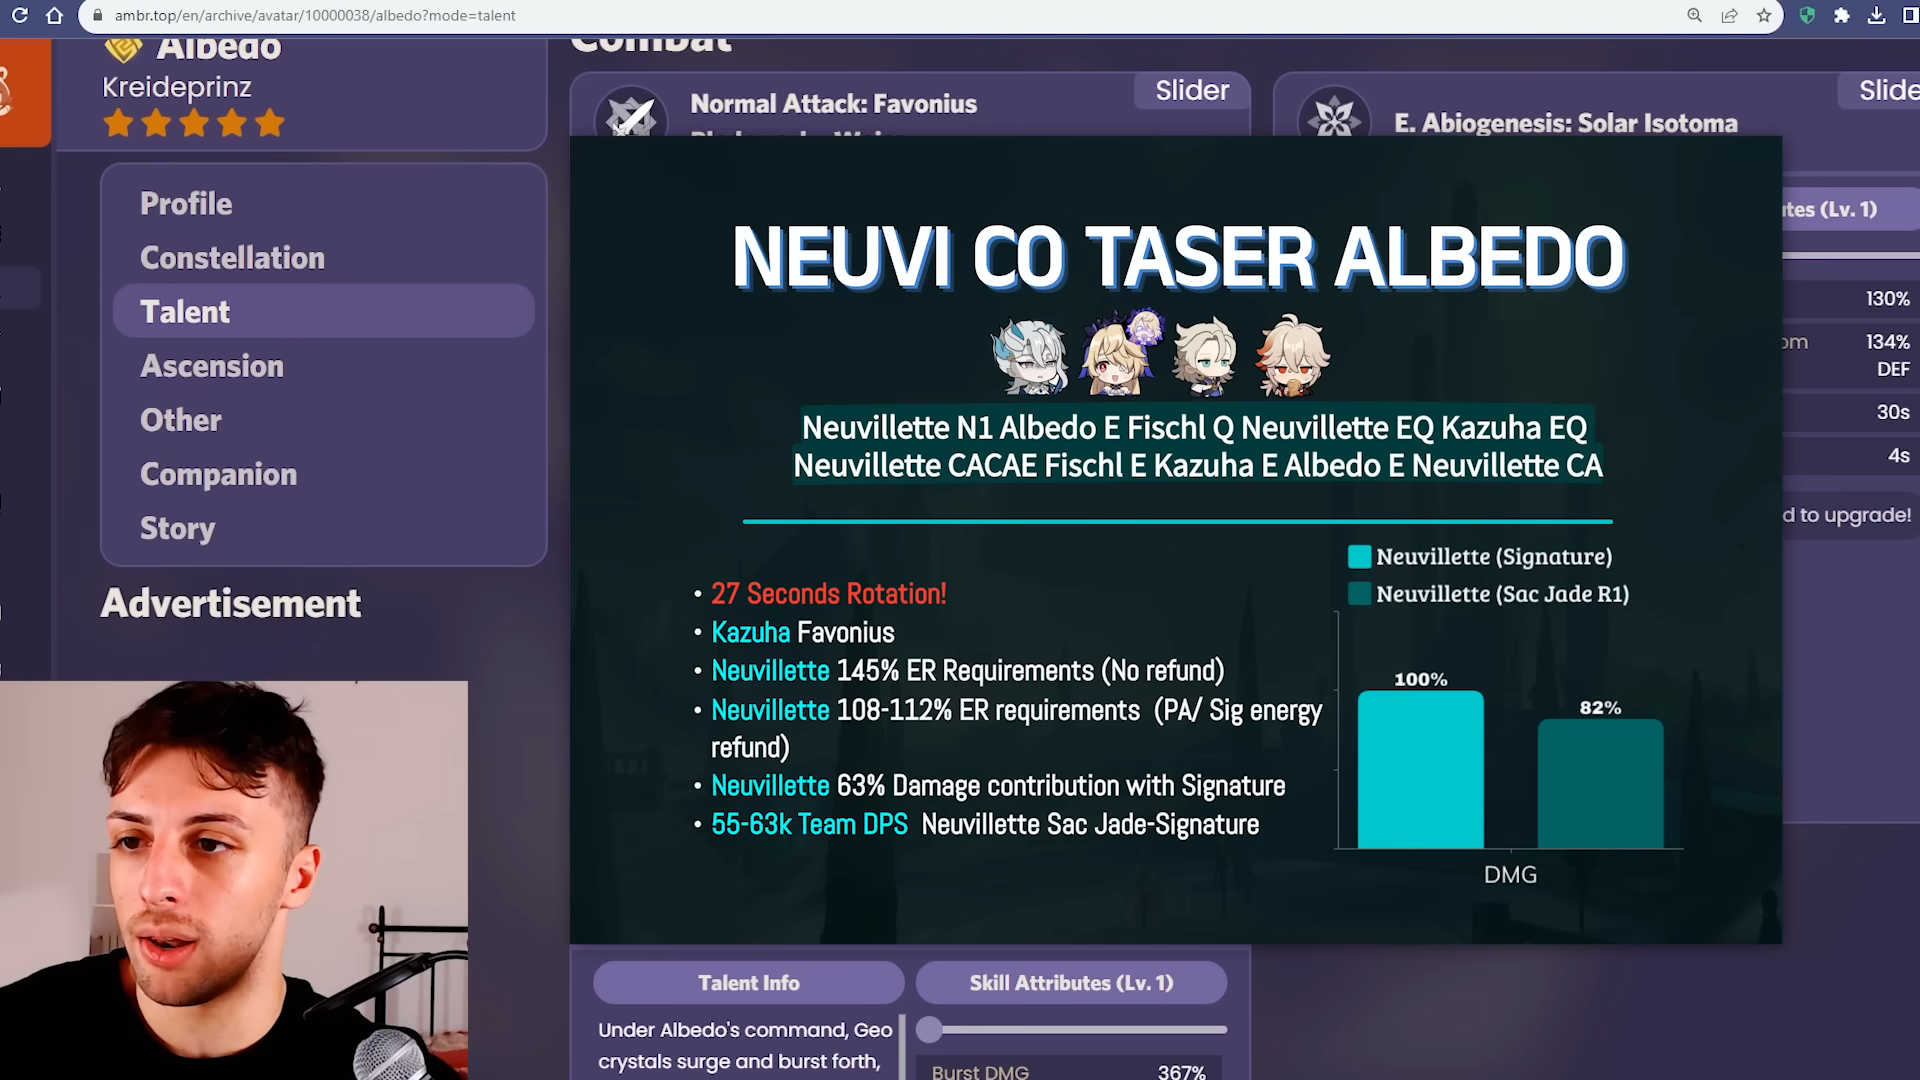 ambr.top/en/archive/avatar/10000038/albedo?mode=talent
Albedo
Kreideprinz
Profile
Constellation
Talent
Ascension
Other
Companion
Story
Advertisement
Combat
Normal Attack: Favonius
Slider
E. Abiogenesis: Solar Isotoma
Slide
NEUVI CO TASER ALBEDO
Neuvillette N1 Albedo E Fischl Q Neuvillette EQ Kazuha EQ
Neuvillette CACAE Fischl E Kazuha E Albedo E Neuvillette CA
• 27 Seconds Rotation!
• Kazuha Favonius
• Neuvillette 145% ER Requirements (No refund)
• Neuvillette 108-112% ER requirements (PA/ Sig energy
refund)
• Neuvillette 63% Damage contribution with Signature
• 55-63k Team DPS Neuvillette Sac Jade-Signature
Neuvillette (Signature)
Neuvillette (Sac Jade R1)
100%
82%
DMG
tes (Lv. 1)
130%
om 134%
DEF
30s
4s
d to upgrade!
Talent Info
Skill Attributes (Lv. 1)
Under Albedo's command, Geo
crystals surge and burst forth,
Burst DMG 367%